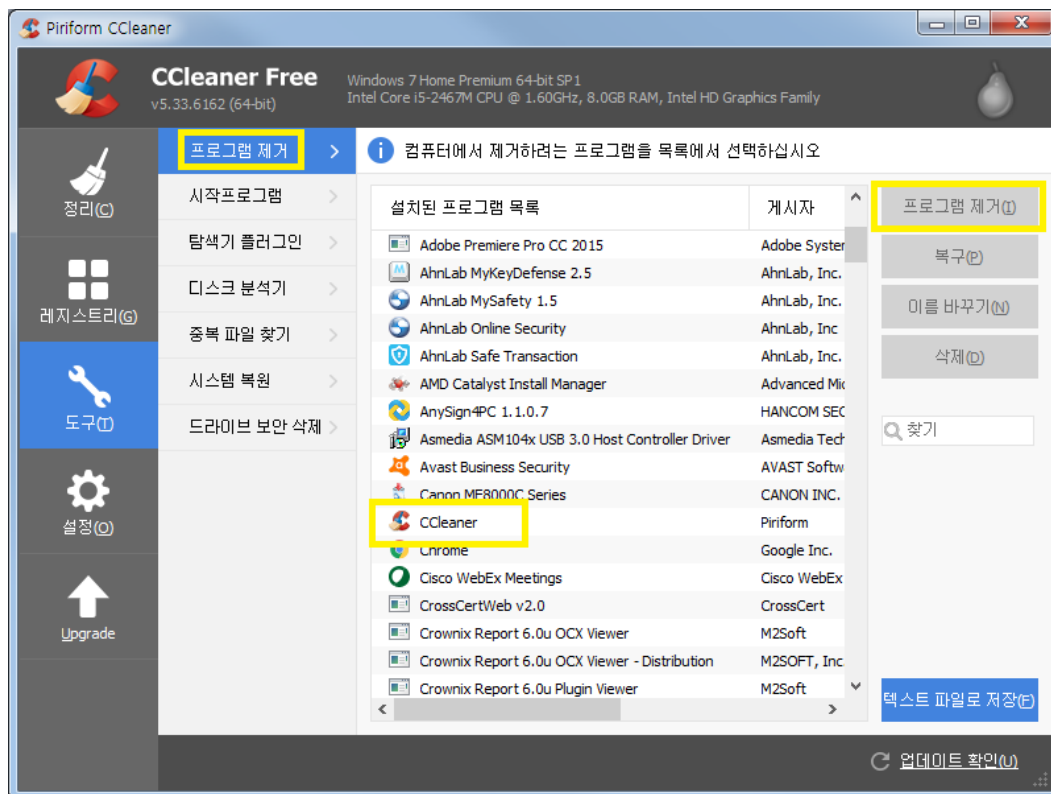 Piriform CCleaner
CCleaner Free
v5.33.6162 (64-bit)
Windows 7 Home Premium 64-bit SP1
Intel Core i5-2467M CPU @ 1.60GHz, 8.0GB RAM, Intel HD Graphics Family
정리(C)
레지스트리(G)
도구(T)
설정(O)
Upgrade
프로그램 제거
시작프로그램
탐색기 플러그인
디스크 분석기
중복 파일 찾기
시스템 복원
드라이브 보안 삭제
컴퓨터에서 제거하려는 프로그램을 목록에서 선택하십시오
설치된 프로그램 목록 게시자
Adobe Premiere Pro CC 2015 Adobe System
AhnLab MyKeyDefense 2.5 AhnLab, Inc.
AhnLab MySafety 1.5 AhnLab, Inc.
AhnLab Online Security AhnLab, Inc
AhnLab Safe Transaction AhnLab, Inc.
AMD Catalyst Install Manager Advanced Mic
AnySign4PC 1.1.0.7 HANCOM SEC
Asmedia ASM104x USB 3.0 Host Controller Driver Asmedia Tech
Avast Business Security AVAST Softw
Canon MF8000C Series CANON INC.
CCleaner Piriform
Chrome Google Inc.
Cisco WebEx Meetings Cisco WebEx
CrossCertWeb v2.0 CrossCert
Crownix Report 6.0u OCX Viewer M2Soft
Crownix Report 6.0u OCX Viewer - Distribution M2SOFT, Inc.
Crownix Report 6.0u Plugin Viewer M2Soft
프로그램 제거(I)
복구(P)
이름 바꾸기(N)
삭제(D)
찾기
텍스트 파일로 저장(F)
업데이트 확인(U)